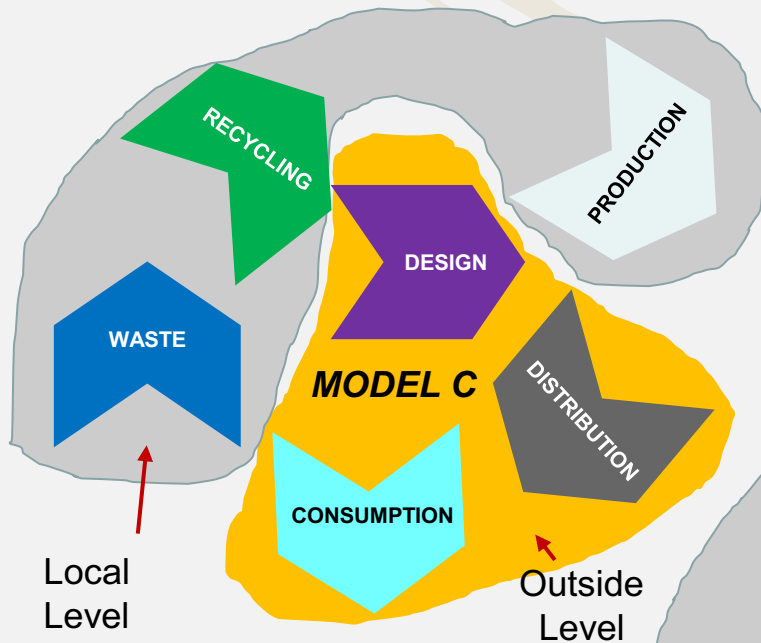 RECYCLING
PRODUCTION
DESIGN
WASTE
MODEL C
DISTRIBUTION
CONSUMPTION
Local
Level
Outside
Level